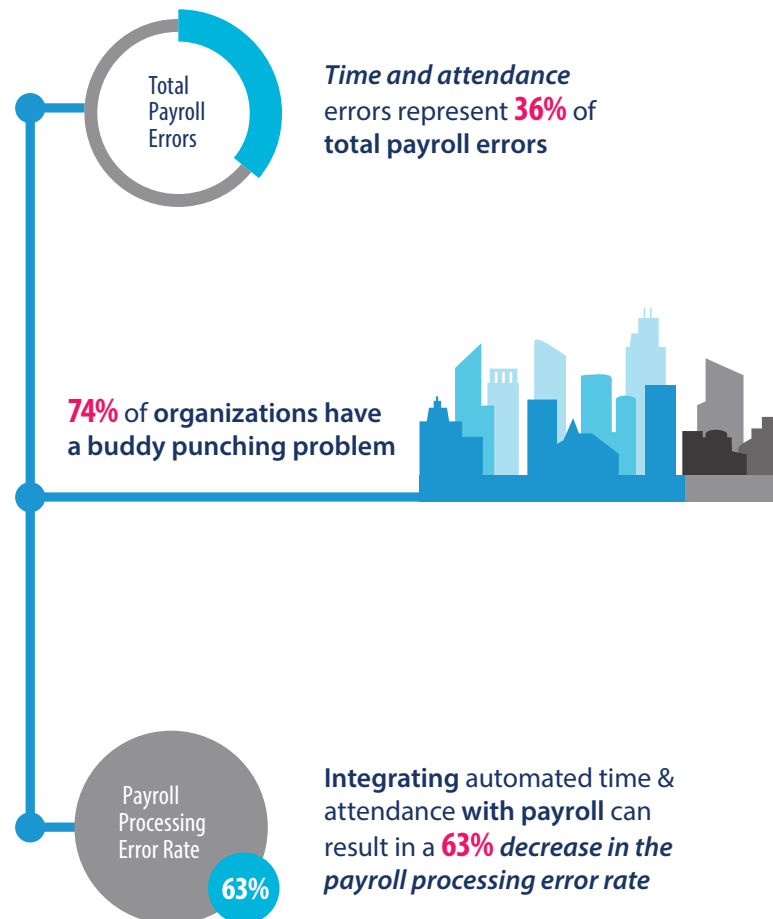 Total
Payroll
Errors
Time and attendance
errors represent 36% of
total payroll errors
74% of organizations have
a buddy punching problem
Payroll
Processing
Error Rate
63%
Integrating automated time &
attendance with payroll can
result in a 63% decrease in the
payroll processing error rate